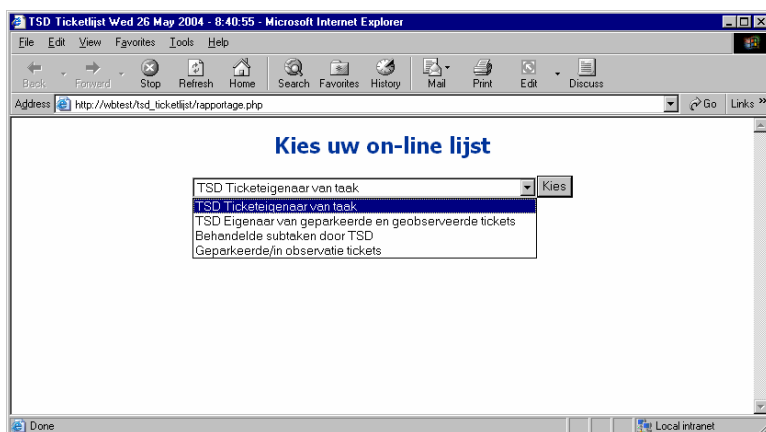 TSD Ticketlijst Wed 26 May 2004 - 8:40:55 - Microsoft Internet Explorer
File Edit View Favorites Tools Help
Back Forward Stop Refresh Home Search Favorites History Mail Print Edit Discuss
Address http://wbtest/tsd_ticketlijst/rapportage.php Go Links »
Kies uw on-line lijst
TSD Ticketeigenaar van taak Kies
TSD Ticketeigenaar van taak
TSD Eigenaar van geparkeerde en geobserveerde tickets
Behandelde subtaken door TSD
Geparkeerde/in observatie tickets
Done Local intranet